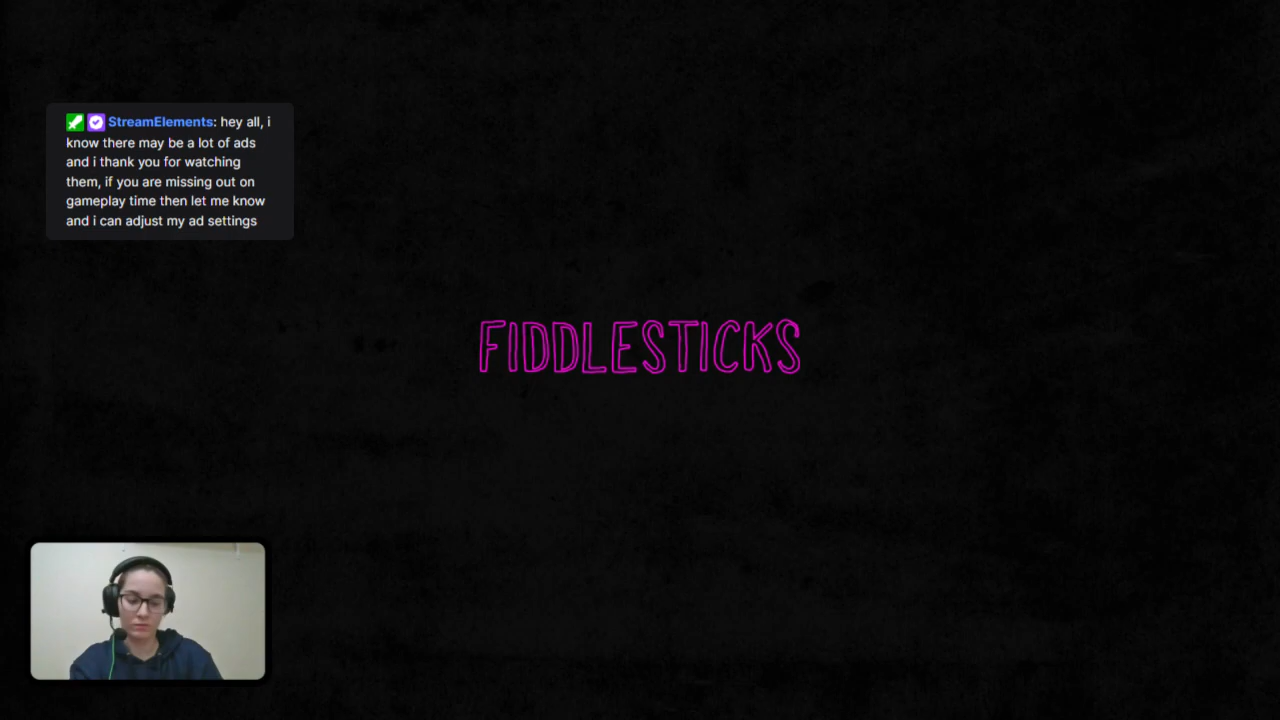 StreamElements: hey all, i
know there may be a lot of ads
and i thank you for watching
them, if you are missing out on
gameplay time then let me know
and i can adjust my ad settings
FIDDLESTICKS